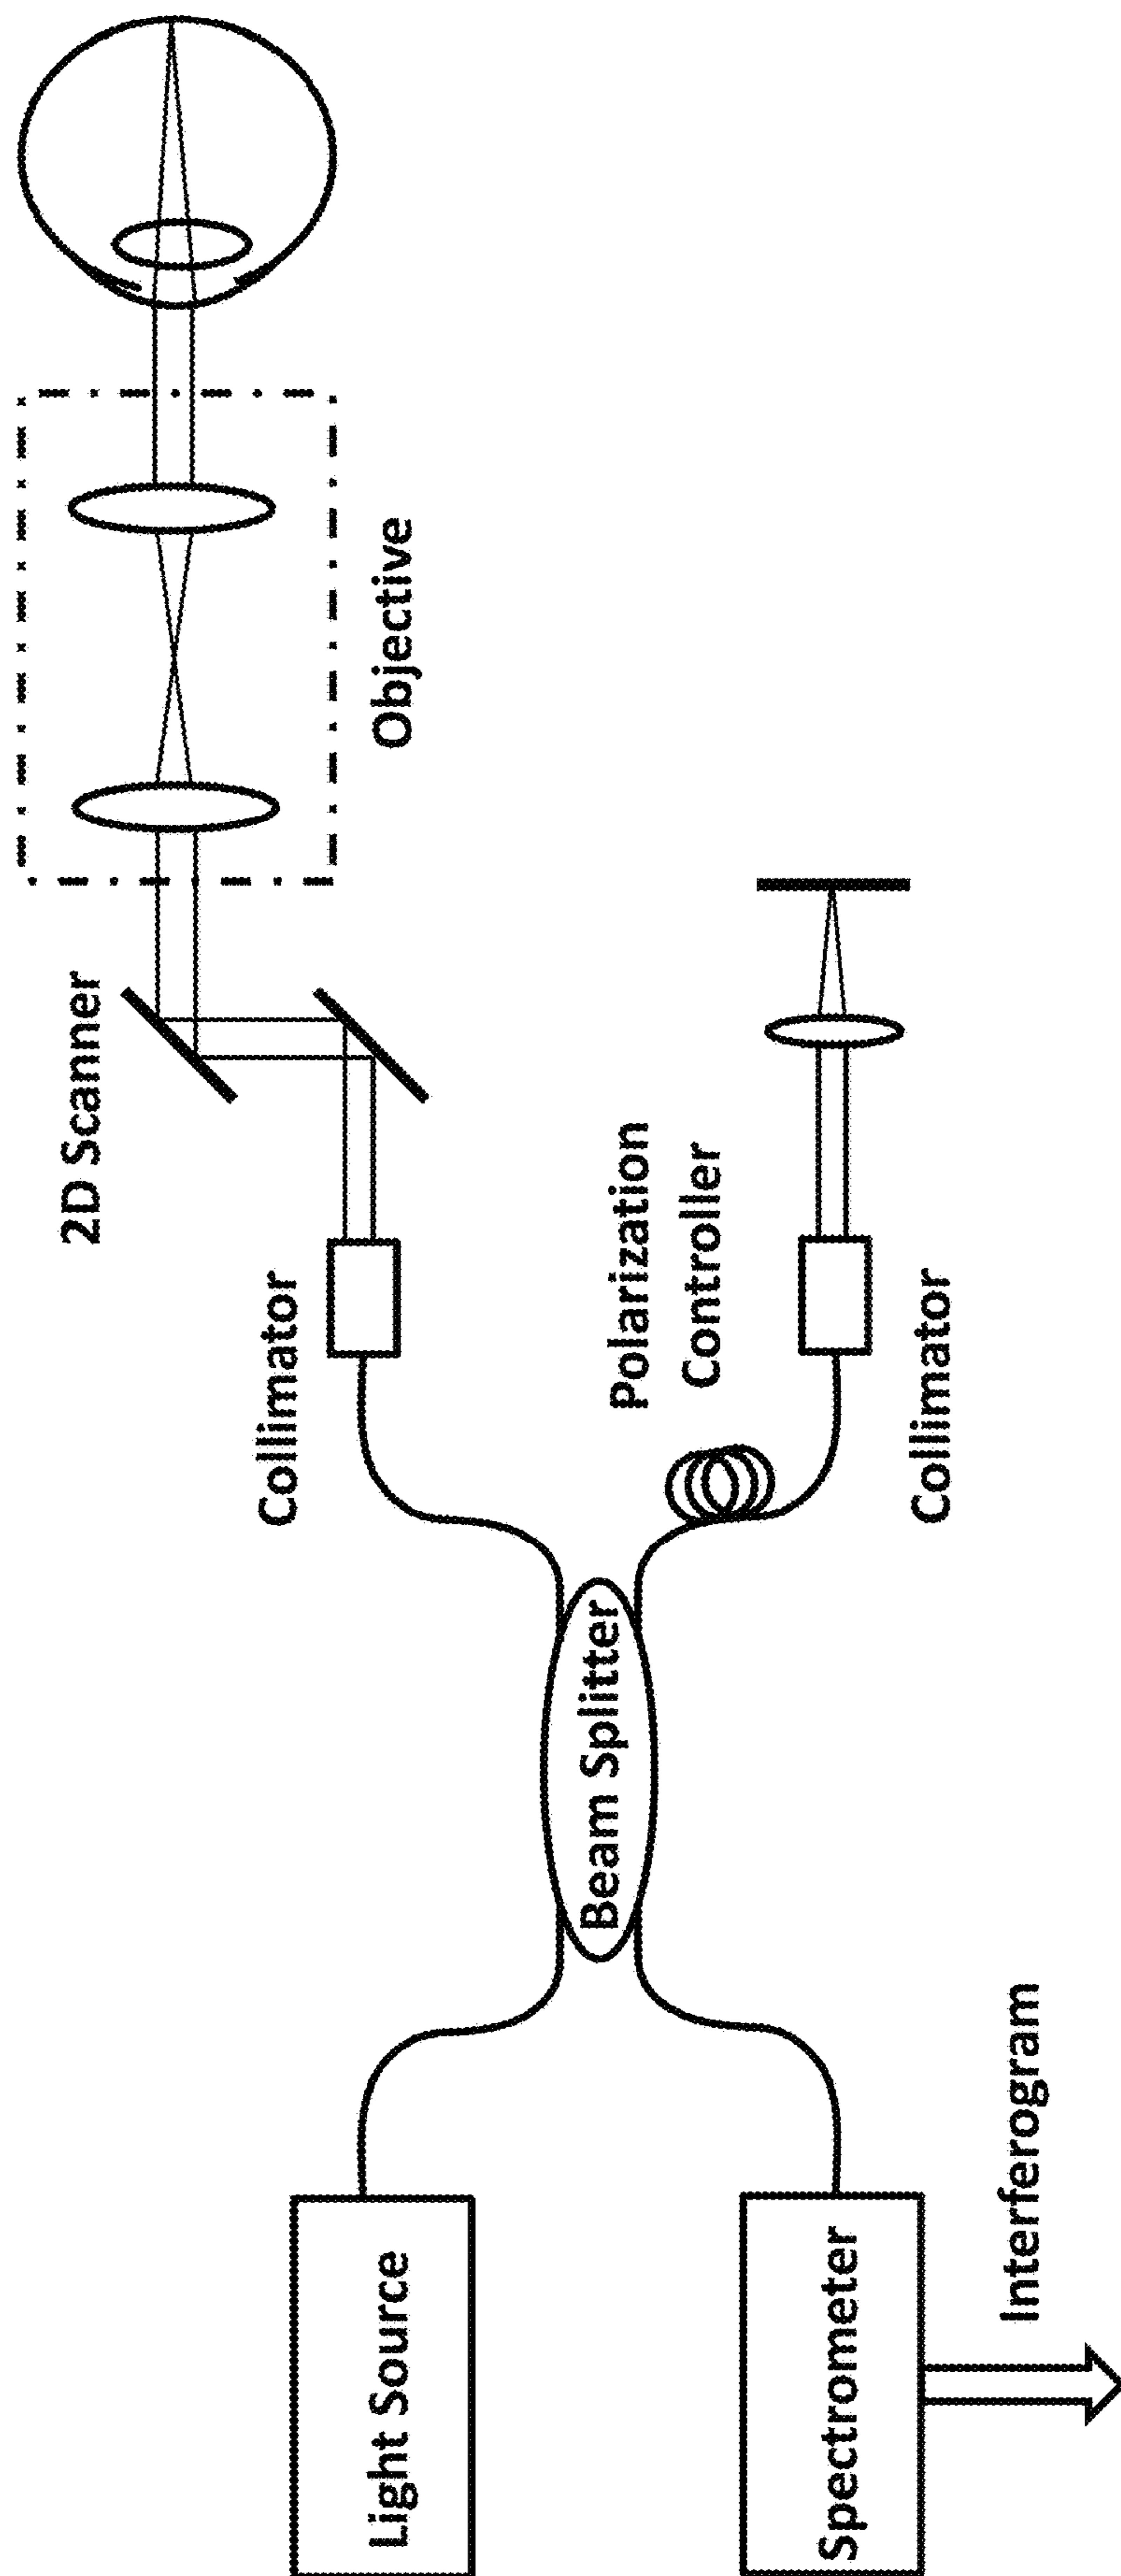 2D Scanner
Objective
Collimator
Polarization
Controller
Collimator
Beam Splitter
Light Source
Spectrometer
Interferogram